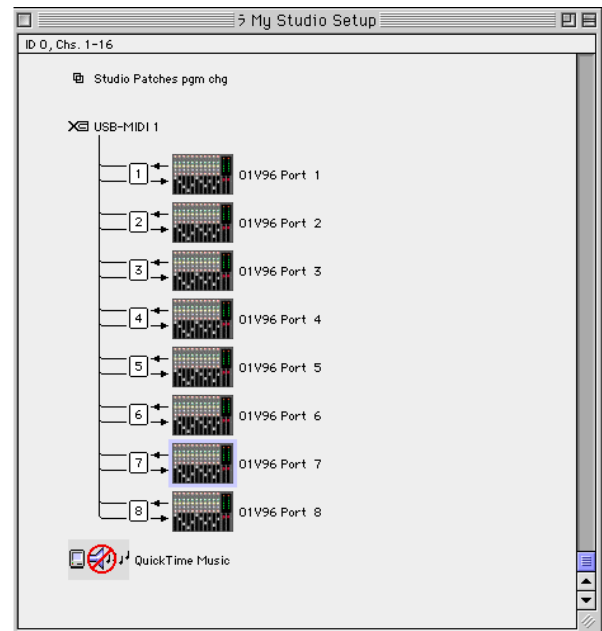 ラ My Studio Setup
ID 0, Chs. 1-16
Studio Patches pgm chg
USB-MIDI 1
1 01V96 Port 1
2 01V96 Port 2
3 01V96 Port 3
4 01V96 Port 4
5 01V96 Port 5
6 01V96 Port 6
7 01V96 Port 7
8 01V96 Port 8
QuickTime Music